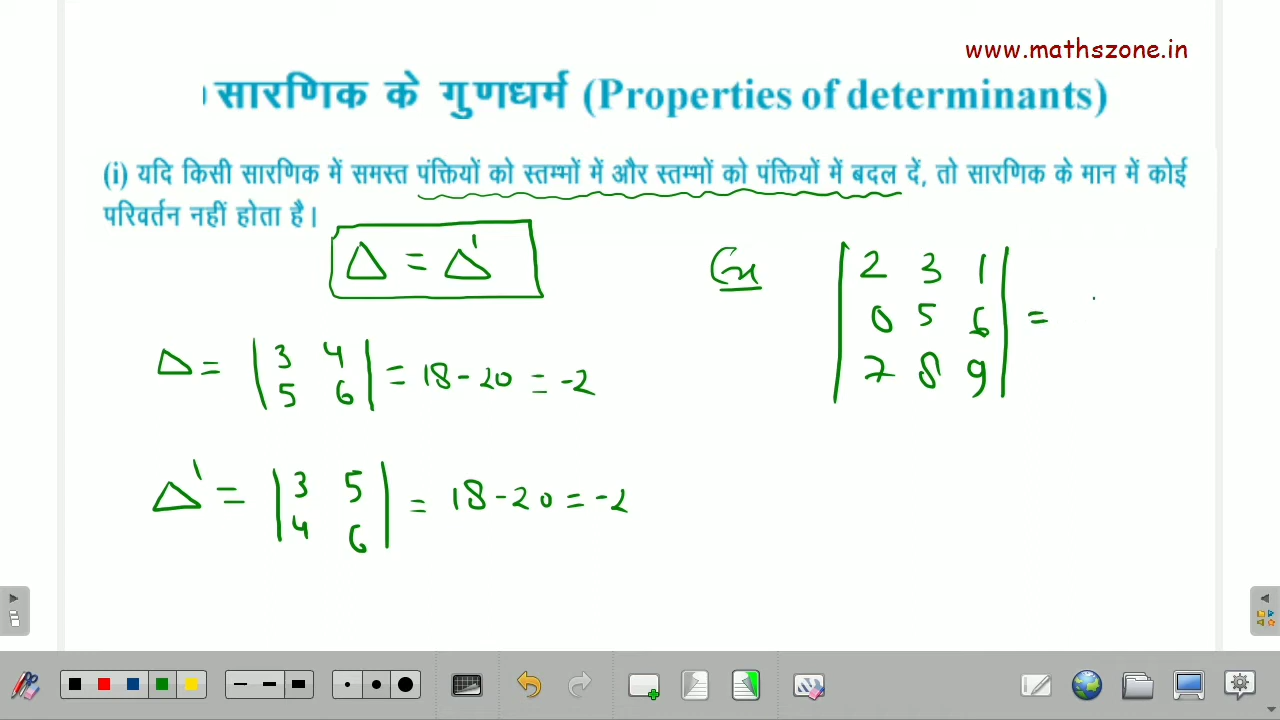 www.mathszone.in
सारणिक के गुणधर्म (Properties of determinants)
(i) यदि किसी सारणिक में समस्त पंक्तियों को स्तम्भों में और स्तम्भों को पंक्तियों में बदल दें, तो सारणिक के मान में कोई
परिवर्तन नहीं होता है।
Δ = Δ'
Δ = | 3 4 | = 18 - 20 = -2
| 5 6 |
Δ' = | 3 5 | = 18 - 20 = -2
| 4 6 |
Ex | 2 3 1 |
| 0 5 6 | =
| 7 8 9 |